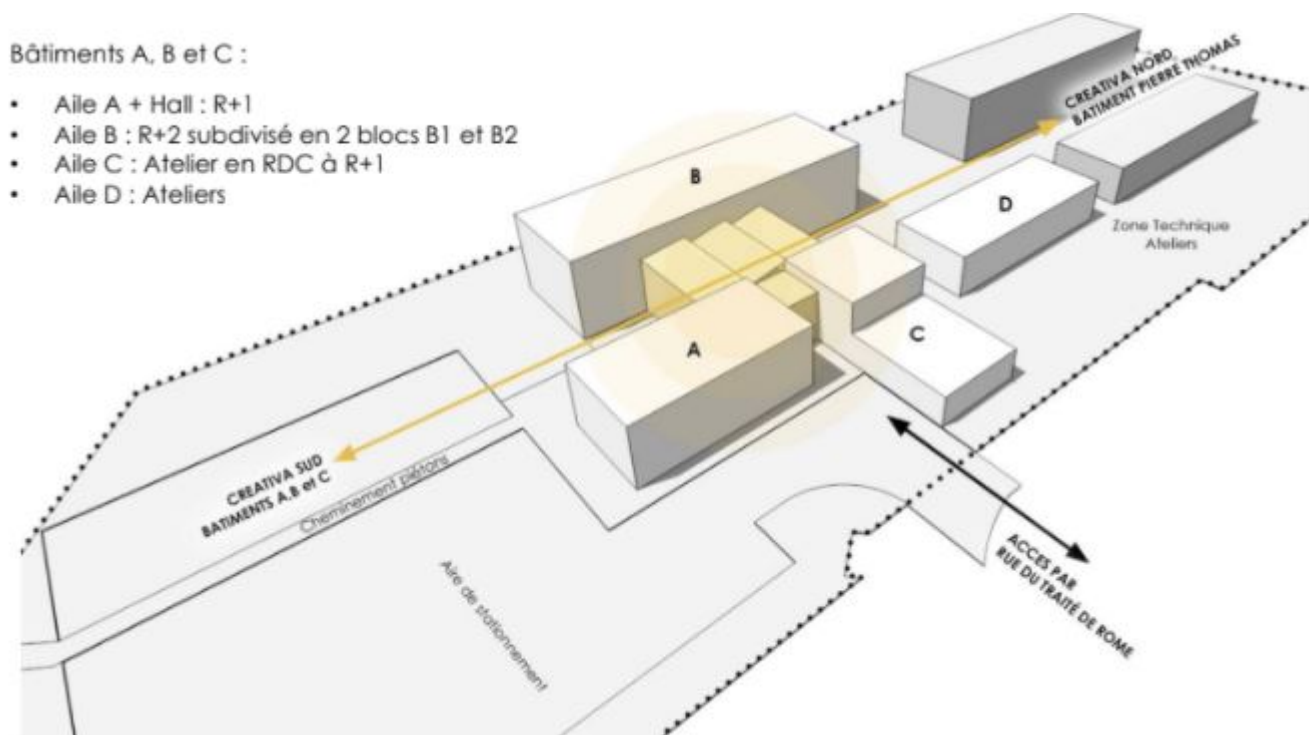 Bâtiments A, B et C :
• Aile A + Hall : R+1
• Aile B : R+2 subdivisé en 2 blocs B1 et B2
• Aile C : Atelier en RDC à R+1
• Aile D : Ateliers
CREATIVA NORD
BATIMENT PIERRE THOMAS
B
D
Zone Technique
Ateliers
A
C
CREATIVA SUD
BATIMENTS A,B et C
Cheminement piétons
Aire de stationnement
ACCES PAR
RUE DU TRAITÉ DE ROME